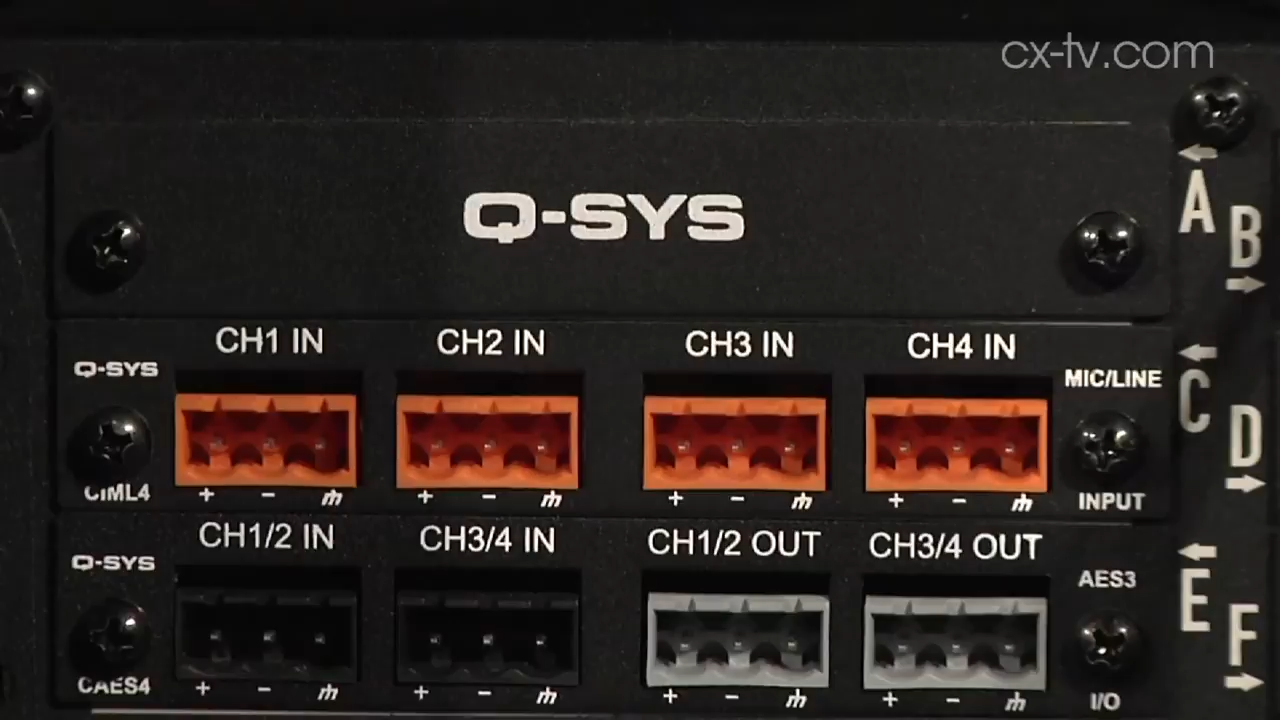 cx-tv.com
Q-SYS
A
B
CH1 IN CH2 IN CH3 IN CH4 IN
Q-SYS
MIC/LINE
C
D
CIML4
+ − + − + − + −
INPUT
CH1/2 IN CH3/4 IN CH1/2 OUT CH3/4 OUT
Q-SYS
AES3
E
F
CAES4
+ − + − + − + −
I/O